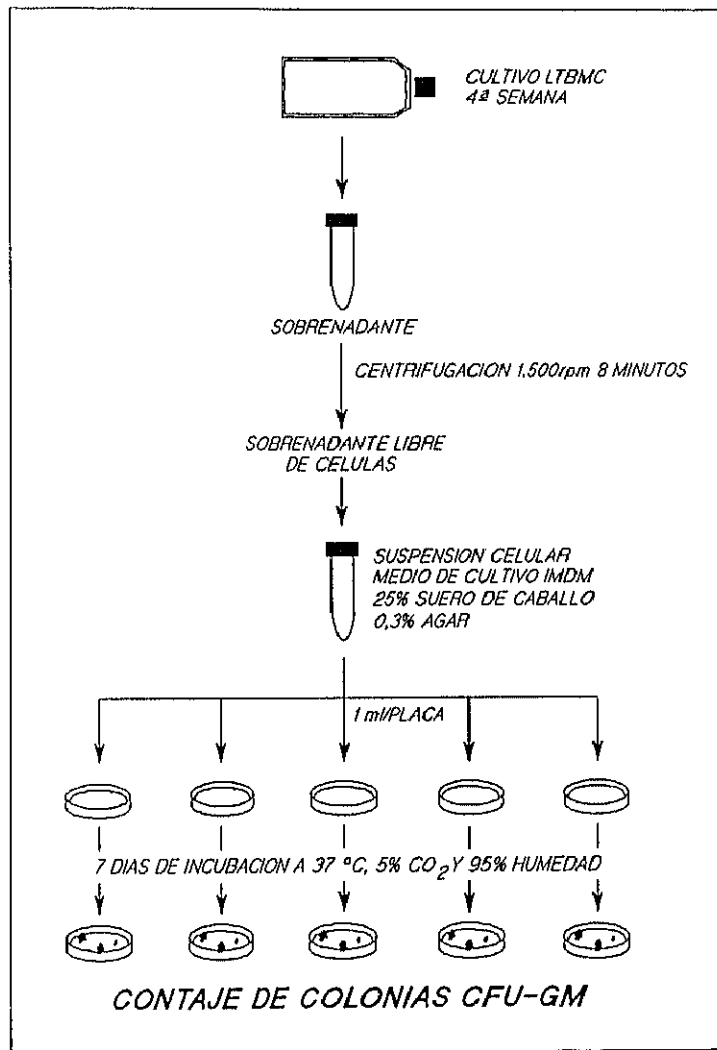 CULTIVO LTBMC
4ª SEMANA
SOBRENADANTE
CENTRIFUGACION 1,500rpm 8 MINUTOS
SOBRENADANTE LIBRE
DE CELULAS
SUSPENSION CELULAR
MEDIO DE CULTIVO IMDM
25% SUERO DE CABALLO
0,3% AGAR
1 ml/PLACA
7 DIAS DE INCUBACION A 37 ºC, 5% CO2 Y 95% HUMEDAD
CONTAJE DE COLONIAS CFU-GM